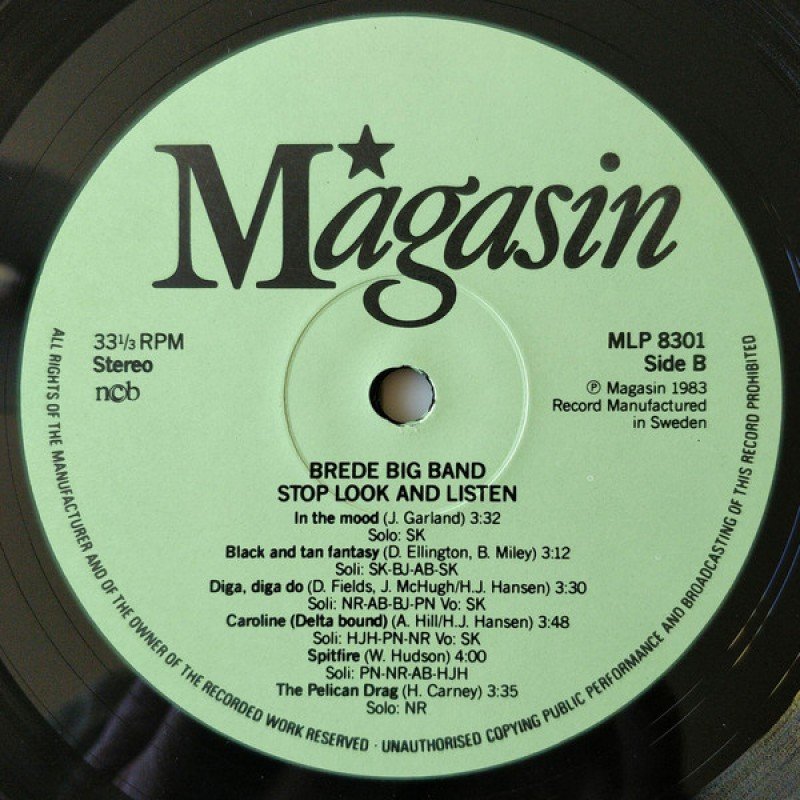 Magasin
33 1/3 RPM
Stereo
ncb
MLP 8301
Side B
Ⓟ Magasin 1983
Record Manufactured
in Sweden
BREDE BIG BAND
STOP LOOK AND LISTEN
In the mood (J. Garland) 3:32
Solo: SK
Black and tan fantasy (D. Ellington, B. Miley) 3:12
Soli: SK-BJ-AB-SK
Diga, diga do (D. Fields, J. McHugh/H.J. Hansen) 3:30
Soli: NR-AB-BJ-PN Vo: SK
Caroline (Delta bound) (A. Hill/H.J. Hansen) 3:48
Soli: HJH-PN-NR Vo: SK
Spitfire (W. Hudson) 4:00
Soli: PN-NR-AB-HJH
The Pelican Drag (H. Carney) 3:35
Solo: NR
ALL RIGHTS OF THE MANUFACTURER AND OF THE OWNER OF THE RECORDED WORK RESERVED · UNAUTHORISED COPYING PUBLIC PERFORMANCE AND BROADCASTING OF THIS RECORD PROHIBITED